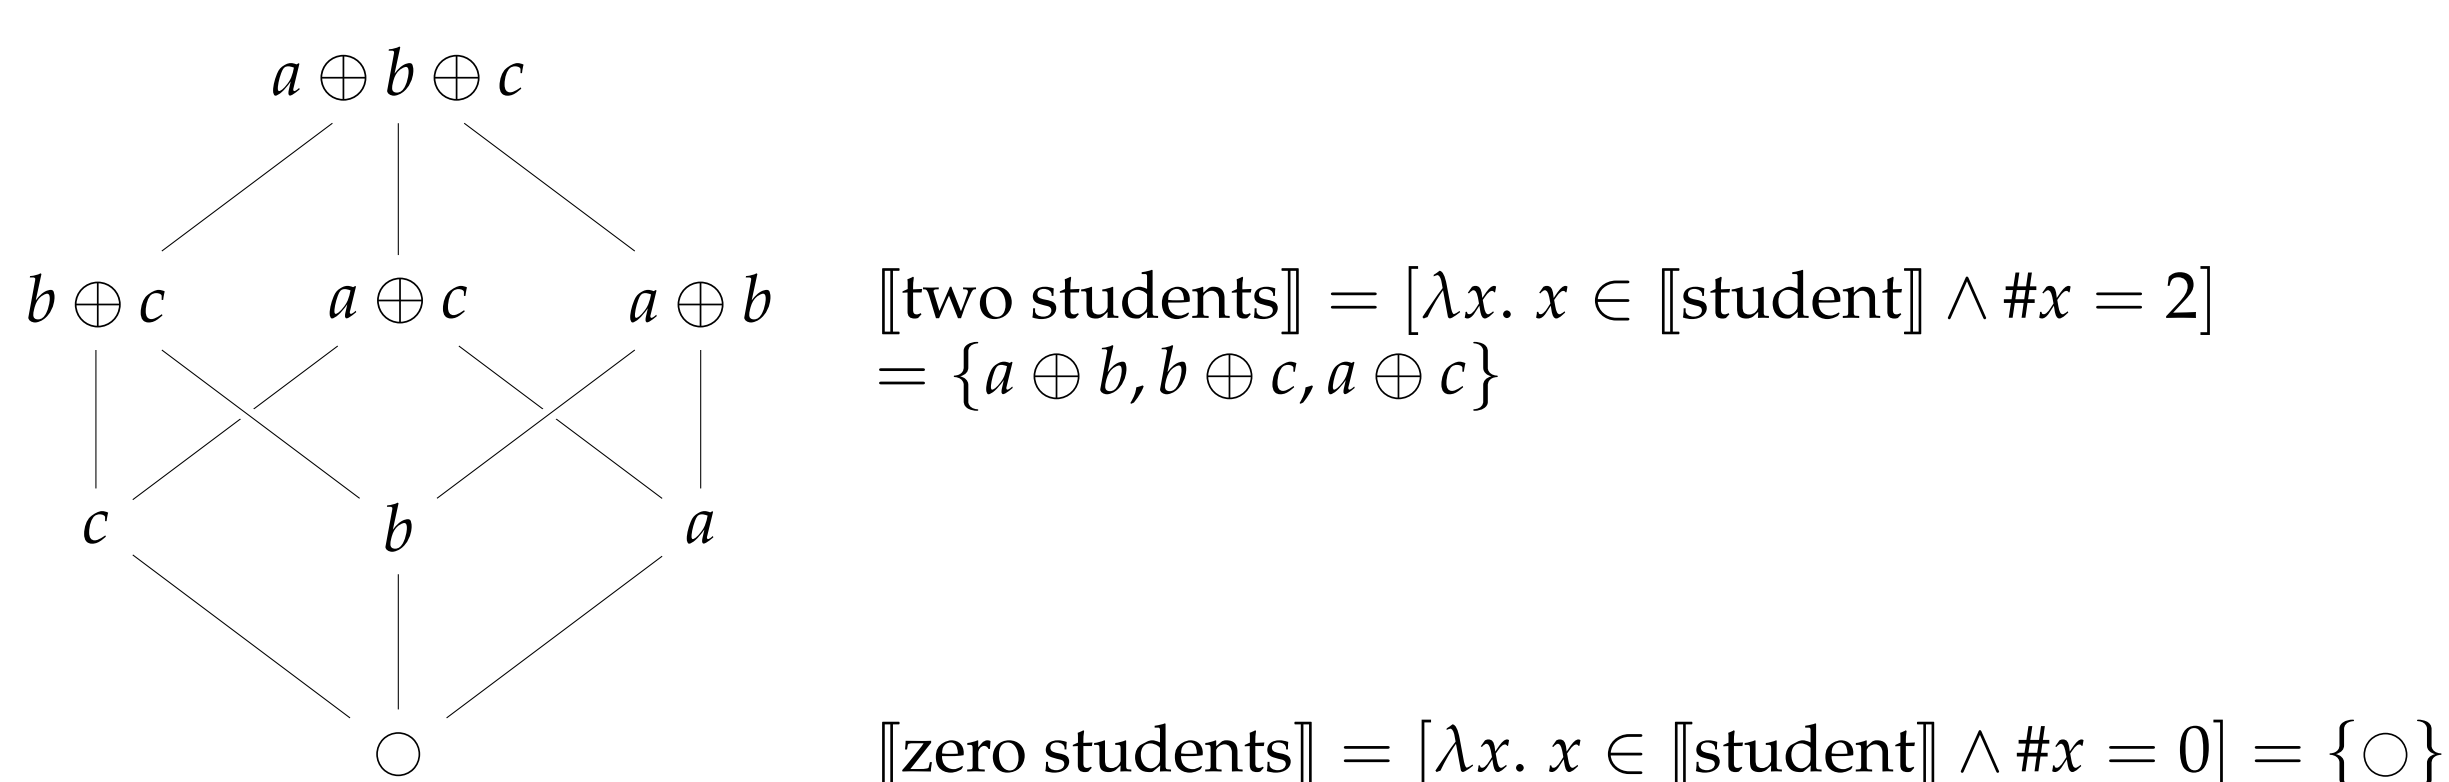 a ⊕ b ⊕ c
b ⊕ c a ⊕ c a ⊕ b
⟦two students⟧ = [λx. x ∈ ⟦student⟧ ∧ #x = 2]
= {a ⊕ b, b ⊕ c, a ⊕ c}
c b a
○
⟦zero students⟧ = [λx. x ∈ ⟦student⟧ ∧ #x = 0] = {○}